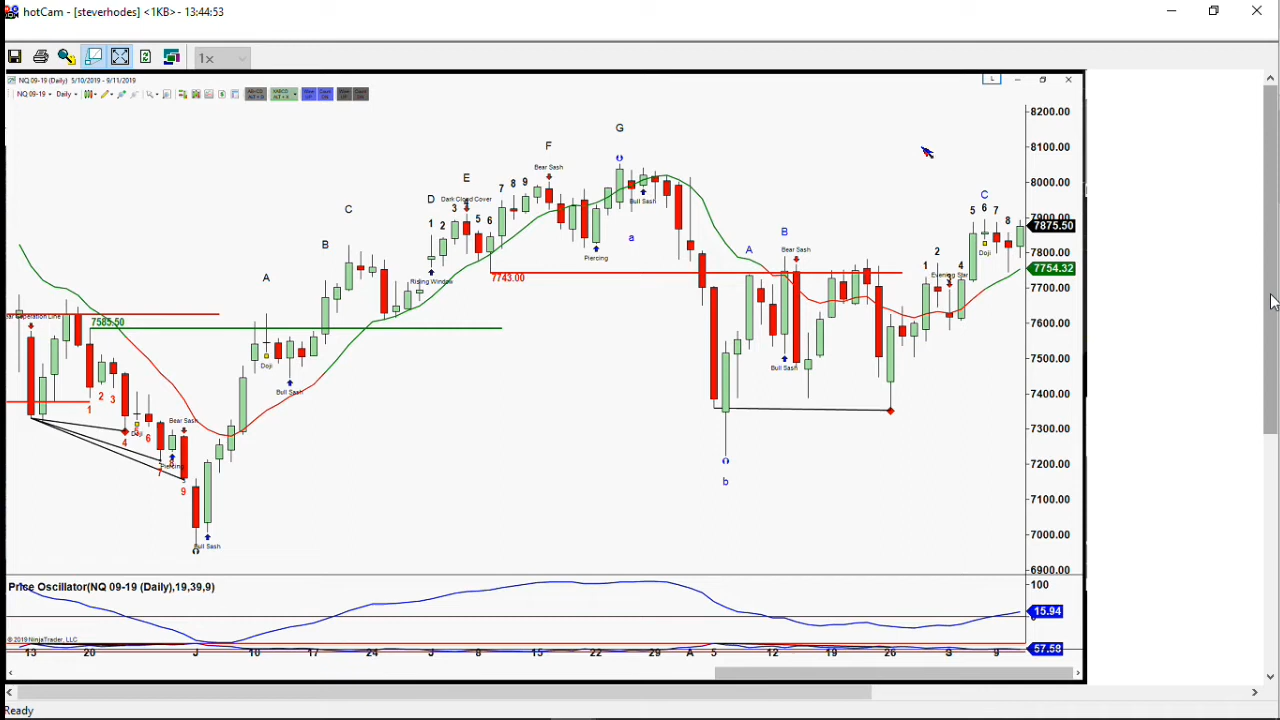 hotCam - [steverhodes] <1KB> - 13:44:53
1x
NQ 09-19 (Daily) 5/10/2019 - 9/11/2019
NQ 09-19 Daily
L
8200.00
8100.00
8000.00
7900.00
7875.50
7800.00
7754.32
7700.00
7600.00
7500.00
7400.00
7300.00
7200.00
7100.00
7000.00
6900.00
G
F
Bear Sash
E
Dark Cloud Cover
D
C
B
A
7 8 9
3 4 5 6
1 2
Rising Window
Bull Sash
a
Piercing
7743.00
A
B
Bear Sash
C
5 6 7 8
Doji
1 2 3 4
Evening Star
7585.50
Doji
Bull Sash
Bull Sash
1 2 3
4 5 6
Doji
Bear Sash
Piercing
7 8
9
Bull Sash
b
Price Oscillator(NQ 09-19 (Daily),19,39,9)
100
15.94
0
© 2019 NinjaTrader, LLC
57.59
13 20 J 10 17 24 J 8 15 22 29 A 5 12 19 26 3 9
Ready